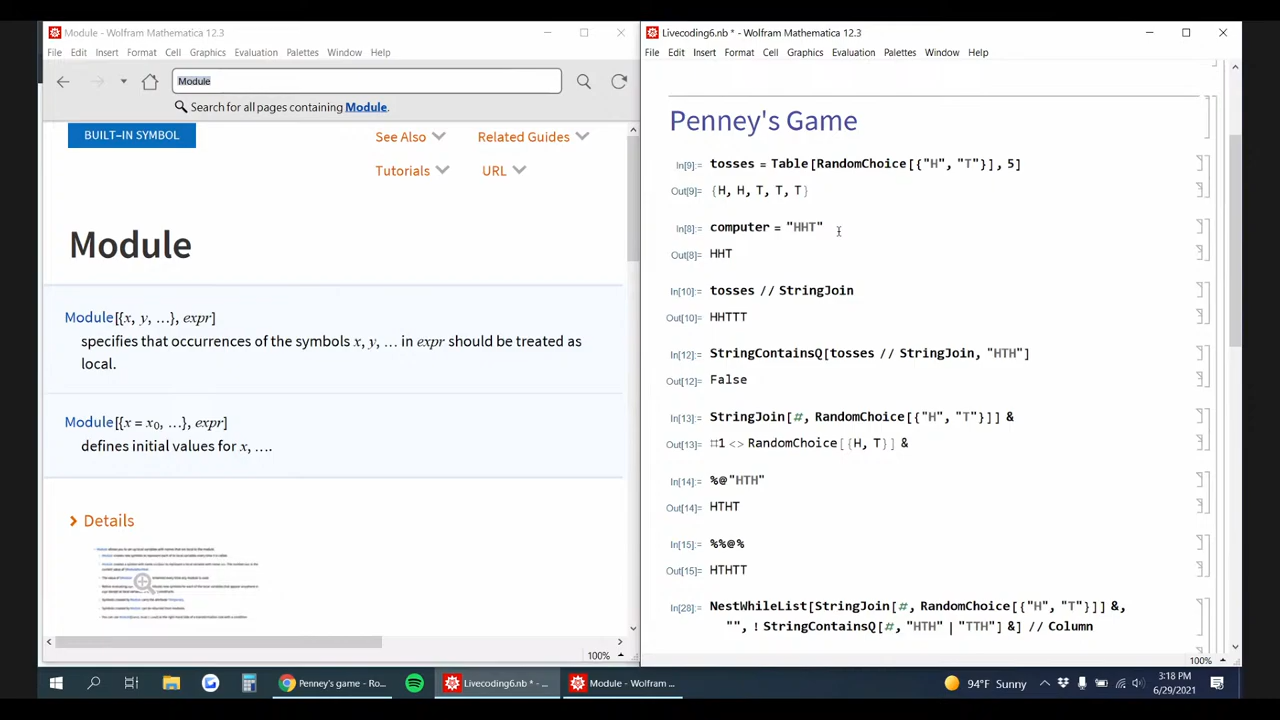 Module - Wolfram Mathematica 12.3
File Edit Insert Format Cell Graphics Evaluation Palettes Window Help
Module
Search for all pages containing Module.
BUILT-IN SYMBOL
See Also
Related Guides
Tutorials
URL
Module
Module[{x, y, …}, expr]
specifies that occurrences of the symbols x, y, … in expr should be treated as
local.
Module[{x = x₀, …}, expr]
defines initial values for x, ….
Details
100%
Livecoding6.nb * - Wolfram Mathematica 12.3
File Edit Insert Format Cell Graphics Evaluation Palettes Window Help
Penney's Game
In[9]:= tosses = Table[RandomChoice[{"H", "T"}], 5]
Out[9]= {H, H, T, T, T}
In[8]:= computer = "HHT"
Out[8]= HHT
In[10]:= tosses // StringJoin
Out[10]= HHTTT
In[12]:= StringContainsQ[tosses // StringJoin, "HTH"]
Out[12]= False
In[13]:= StringJoin[#, RandomChoice[{"H", "T"}]] &
Out[13]= #1 <> RandomChoice[{H, T}] &
In[14]:= %@"HTH"
Out[14]= HTHT
In[15]:= %%@%
Out[15]= HTHTT
In[28]:= NestWhileList[StringJoin[#, RandomChoice[{"H", "T"}]] &,
"", ! StringContainsQ[#, "HTH" | "TTH"] &] // Column
100%
Penney's game - Ro...
Livecoding6.nb * - ...
Module - Wolfram ...
94°F Sunny
3:18 PM
6/29/2021